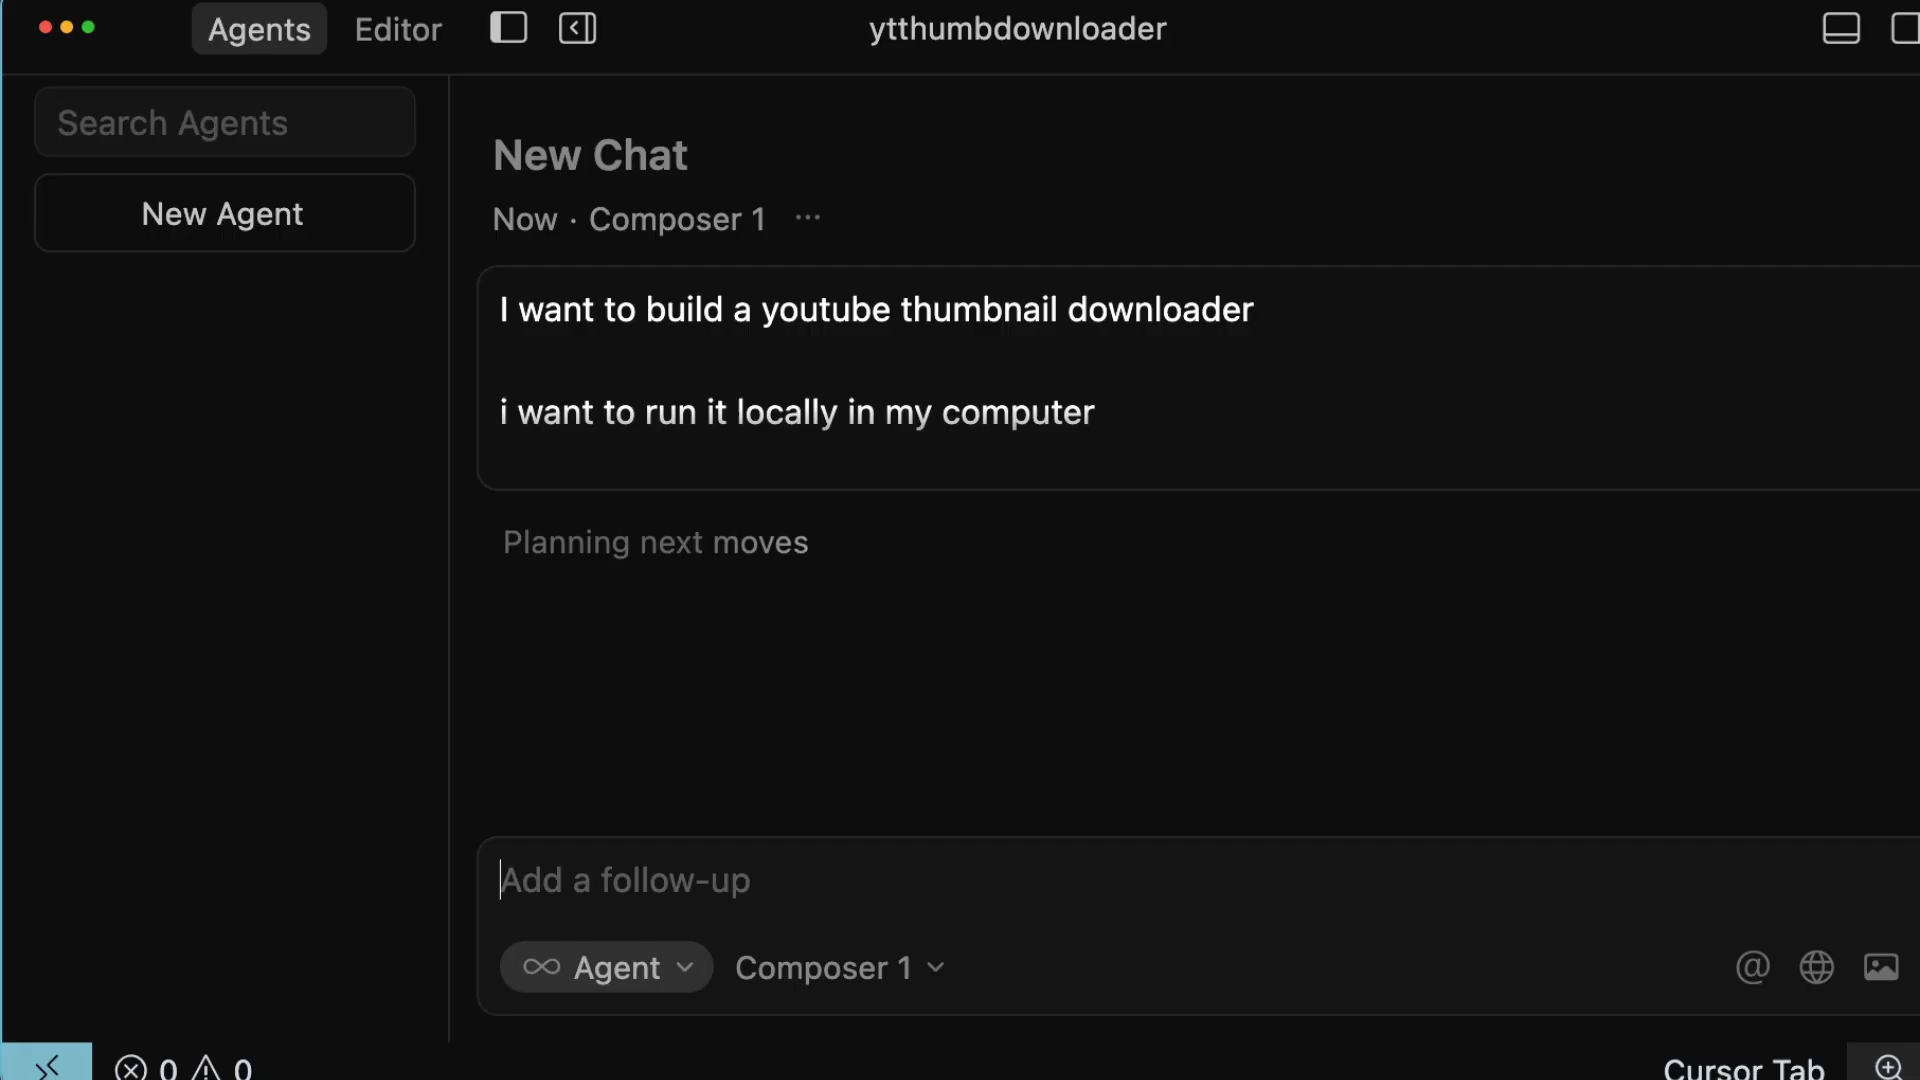 Agents Editor ytthumbdownloader
Search Agents
New Agent
New Chat
Now · Composer 1 ...
I want to build a youtube thumbnail downloader
i want to run it locally in my computer
Planning next moves
Add a follow-up
Agent Composer 1
0 0 Cursor Tab